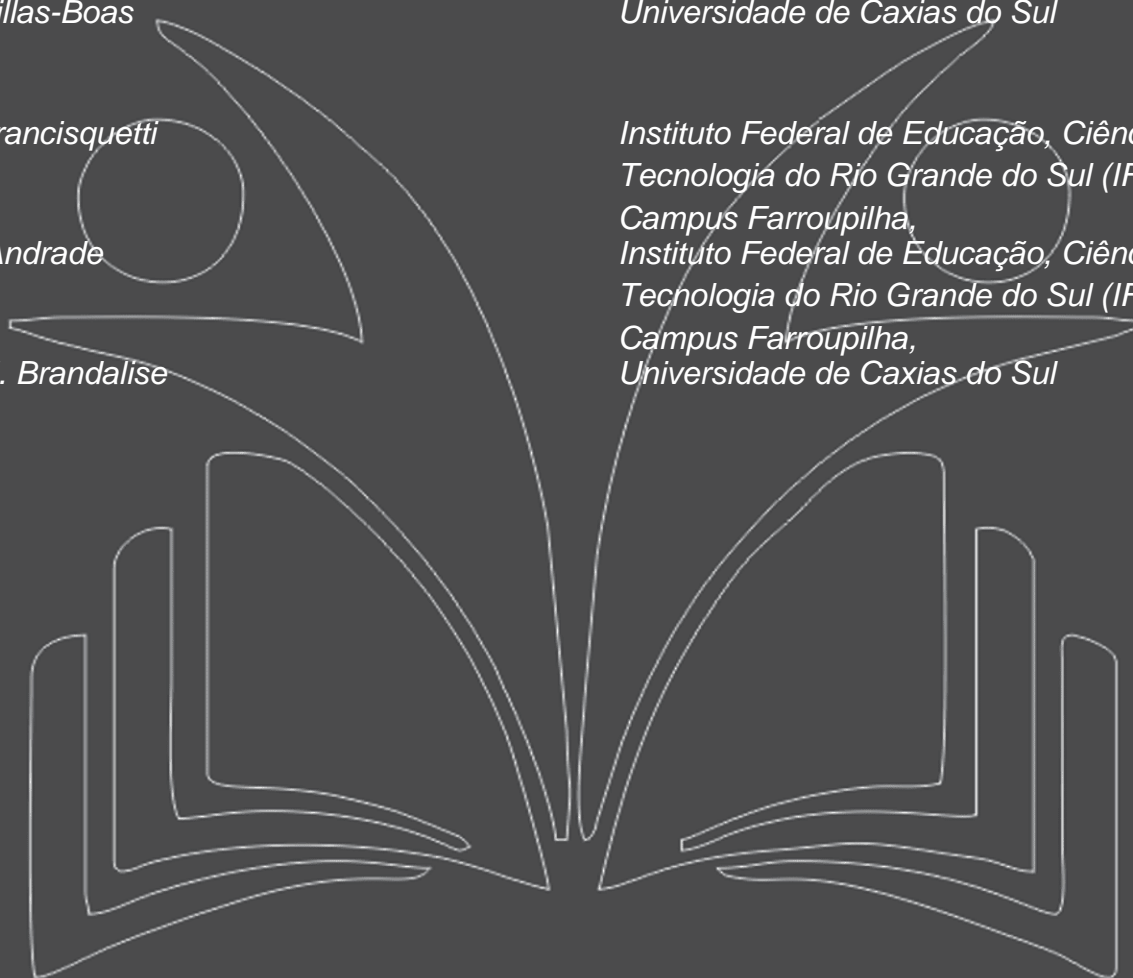 illas-Boas Universidade de Caxias do Sul
rancisquetti Instituto Federal de Educação, Ciênc
Tecnologia do Rio Grande do Sul (IF
Campus Farroupilha,
Andrade Instituto Federal de Educação, Ciênc
Tecnologia do Rio Grande do Sul (IF
Campus Farroupilha,
. Brandalise Universidade de Caxias do Sul